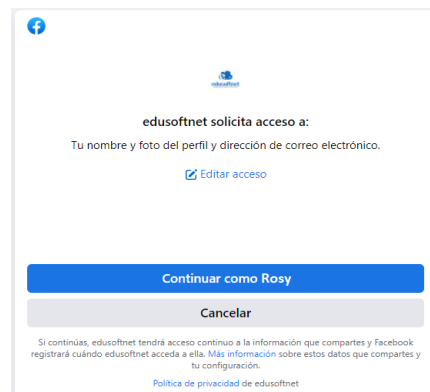 edusoftnet
edusoftnet solicita acceso a:
Tu nombre y foto del perfil y dirección de correo electrónico.
Editar acceso
Continuar como Rosy
Cancelar
Si continúas, edusoftnet tendrá acceso continuo a la información que compartes y Facebook
registrará cuándo edusoftnet acceda a ella. Más información sobre estos datos que compartes y
tu configuración.
Política de privacidad de edusoftnet